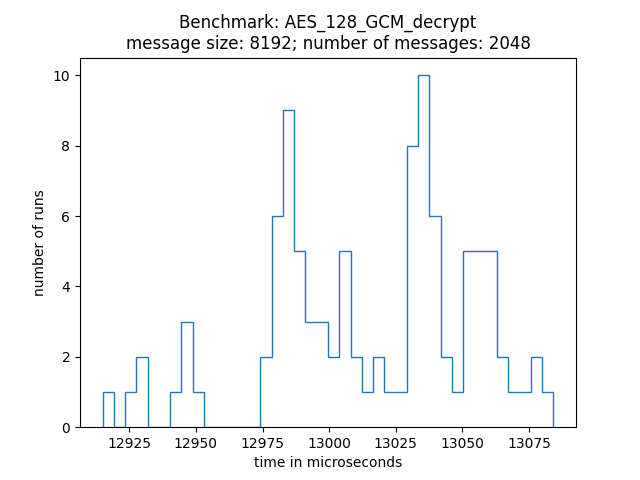 Benchmark: AES_128_GCM_decrypt
message size: 8192; number of messages: 2048
10
8
6
4
2
0
number of runs
12925 12950 12975 13000 13025 13050 13075
time in microseconds